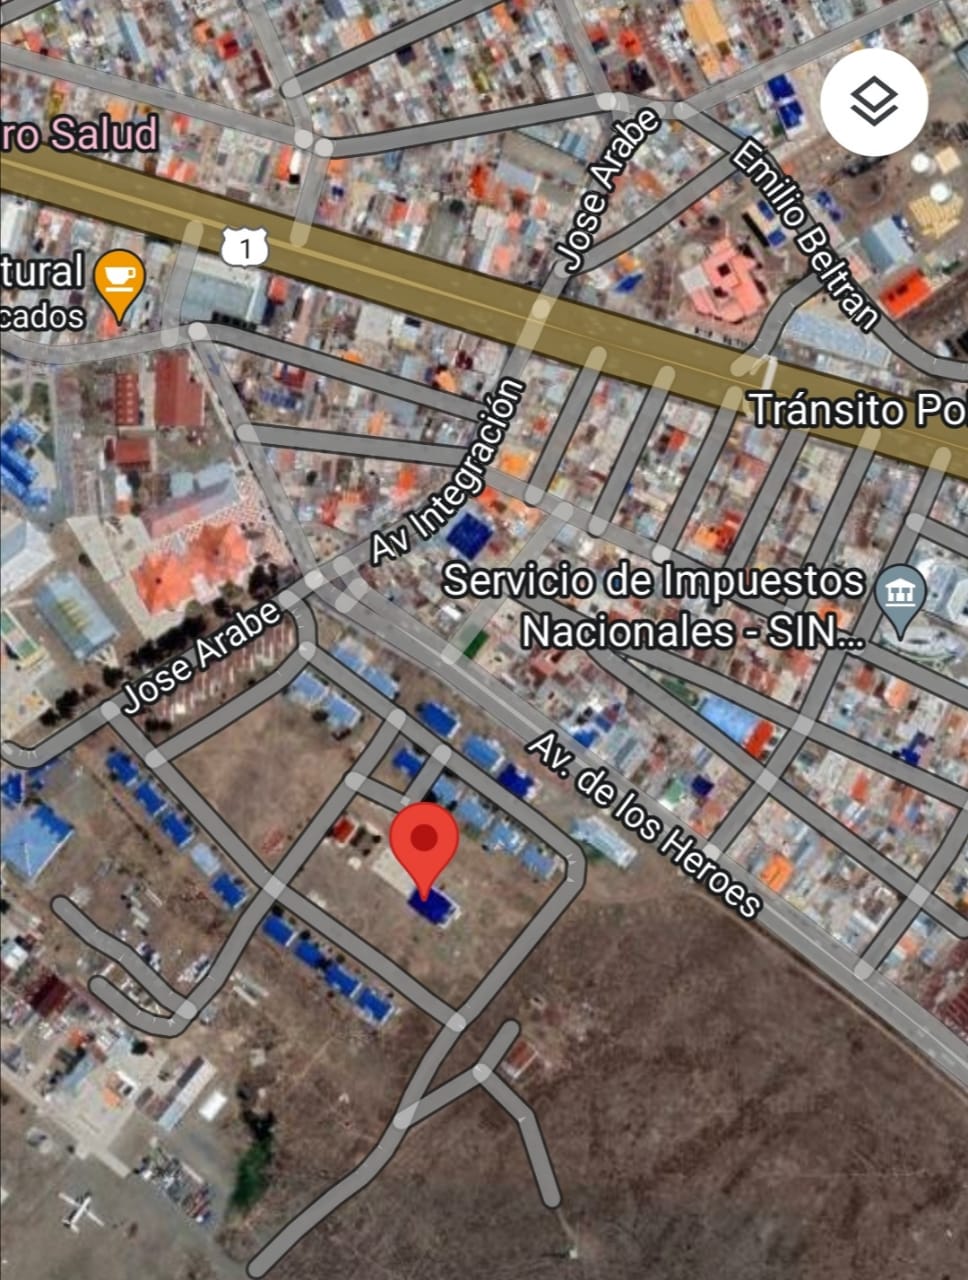 ro Salud
Jose Arabe
Emilio Beltran
1
tural
cados
Tránsito Po
Av Integración
Servicio de Impuestos
Nacionales - SIN...
Jose Arabe
Av. de los Heroes